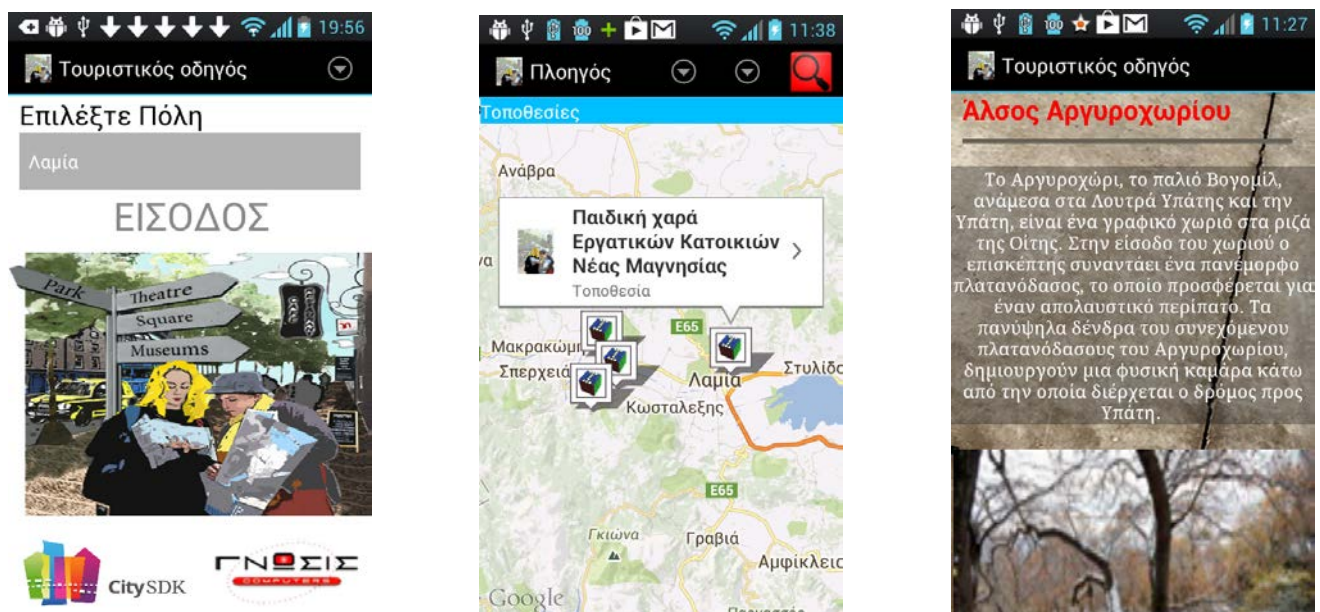 19:56
Τουριστικός οδηγός
Επιλέξτε Πόλη
Λαμία
ΕΙΣΟΔΟΣ
Park
Theatre
Square
Museums
CitySDK
ΓΝΩΣΙΣ
COMPUTERS
100
11:38
Πλοηγός
Τοποθεσίες
Ανάβρα
Παιδική χαρά
Εργατικών Κατοικιών
Νέας Μαγνησίας
Τοποθεσία
E65
Μακρακώμη
Σπερχειά
Λαμία
Στυλίδα
Κωσταλεξης
E65
Γκιώνα
Γραβιά
Αμφίκλεις
Google
100
11:27
Τουριστικός οδηγός
Άλσος Αργυροχωρίου
Το Αργυροχώρι, το παλιό Βογομίλ,
ανάμεσα στα Λουτρά Υπάτης και την
Υπάτη, είναι ένα γραφικό χωριό στα ριζά
της Οίτης. Στην είσοδο του χωριού ο
επισκέπτης συναντάει ένα πανέμορφο
πλατανόδασος, το οποίο προσφέρεται για
έναν απολαυστικό περίπατο. Τα
πανύψηλα δένδρα του συνεχόμενου
πλατανόδασους του Αργυροχωρίου,
δημιουργούν μια φυσική καμάρα κάτω
από την οποία διέρχεται ο δρόμος προς
Υπάτη.